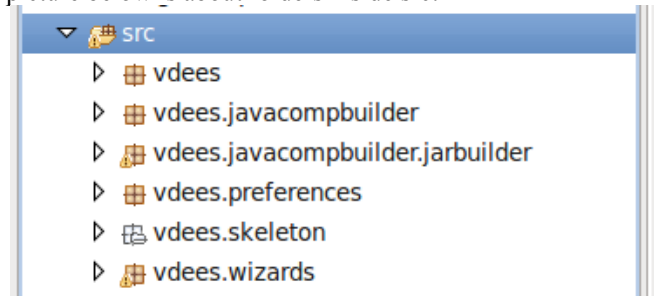 src
vdees
vdees.javacompbuilder
vdees.javacompbuilder.jarbuilder
vdees.preferences
vdees.skeleton
vdees.wizards